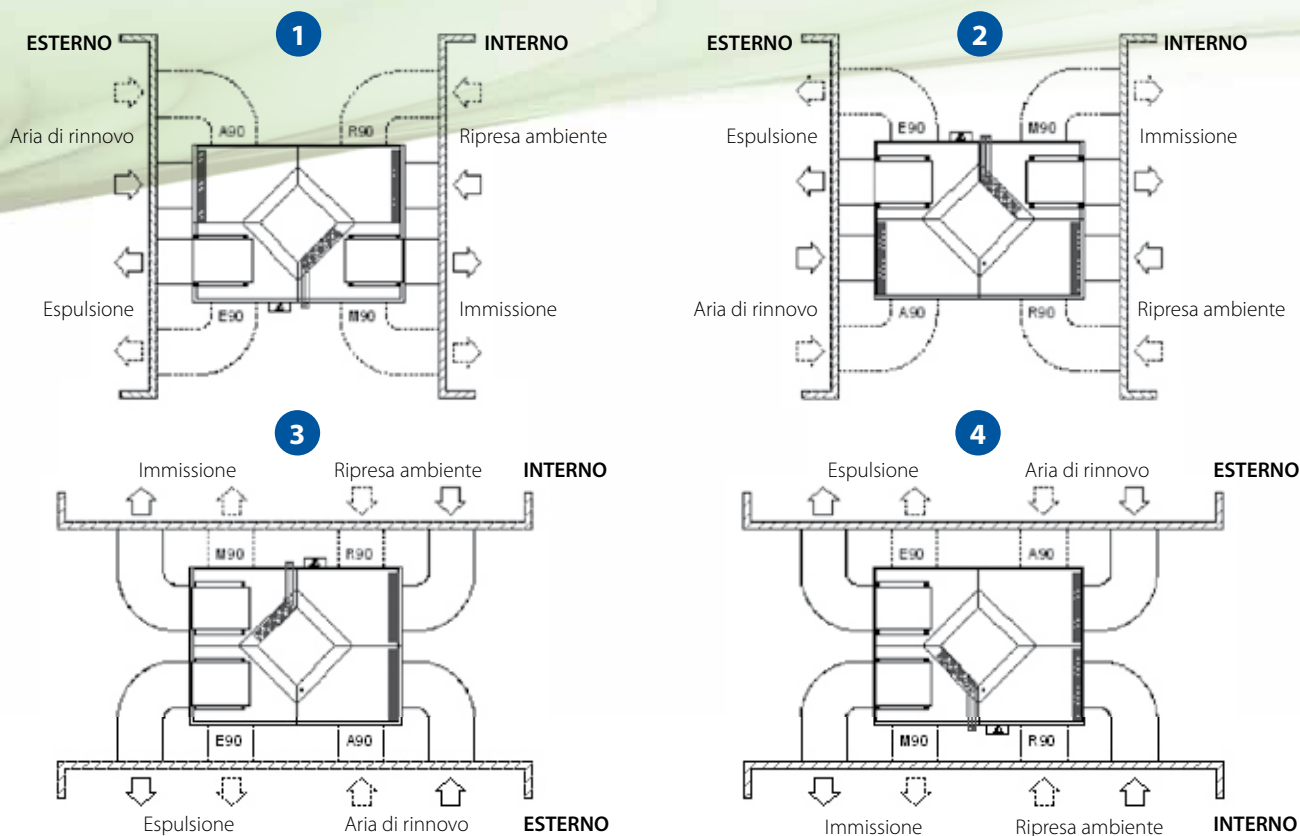 1
ESTERNO
INTERNO
Aria di rinnovo
A90
R90
Ripresa ambiente
Espulsione
E90
M90
Immissione
2
ESTERNO
INTERNO
Espulsione
E90
M90
Immissione
Aria di rinnovo
A90
R90
Ripresa ambiente
3
Immissione
Ripresa ambiente
INTERNO
M90
R90
E90
A90
Espulsione
Aria di rinnovo
ESTERNO
4
Espulsione
Aria di rinnovo
ESTERNO
E90
A90
M90
R90
Immissione
Ripresa ambiente
INTERNO